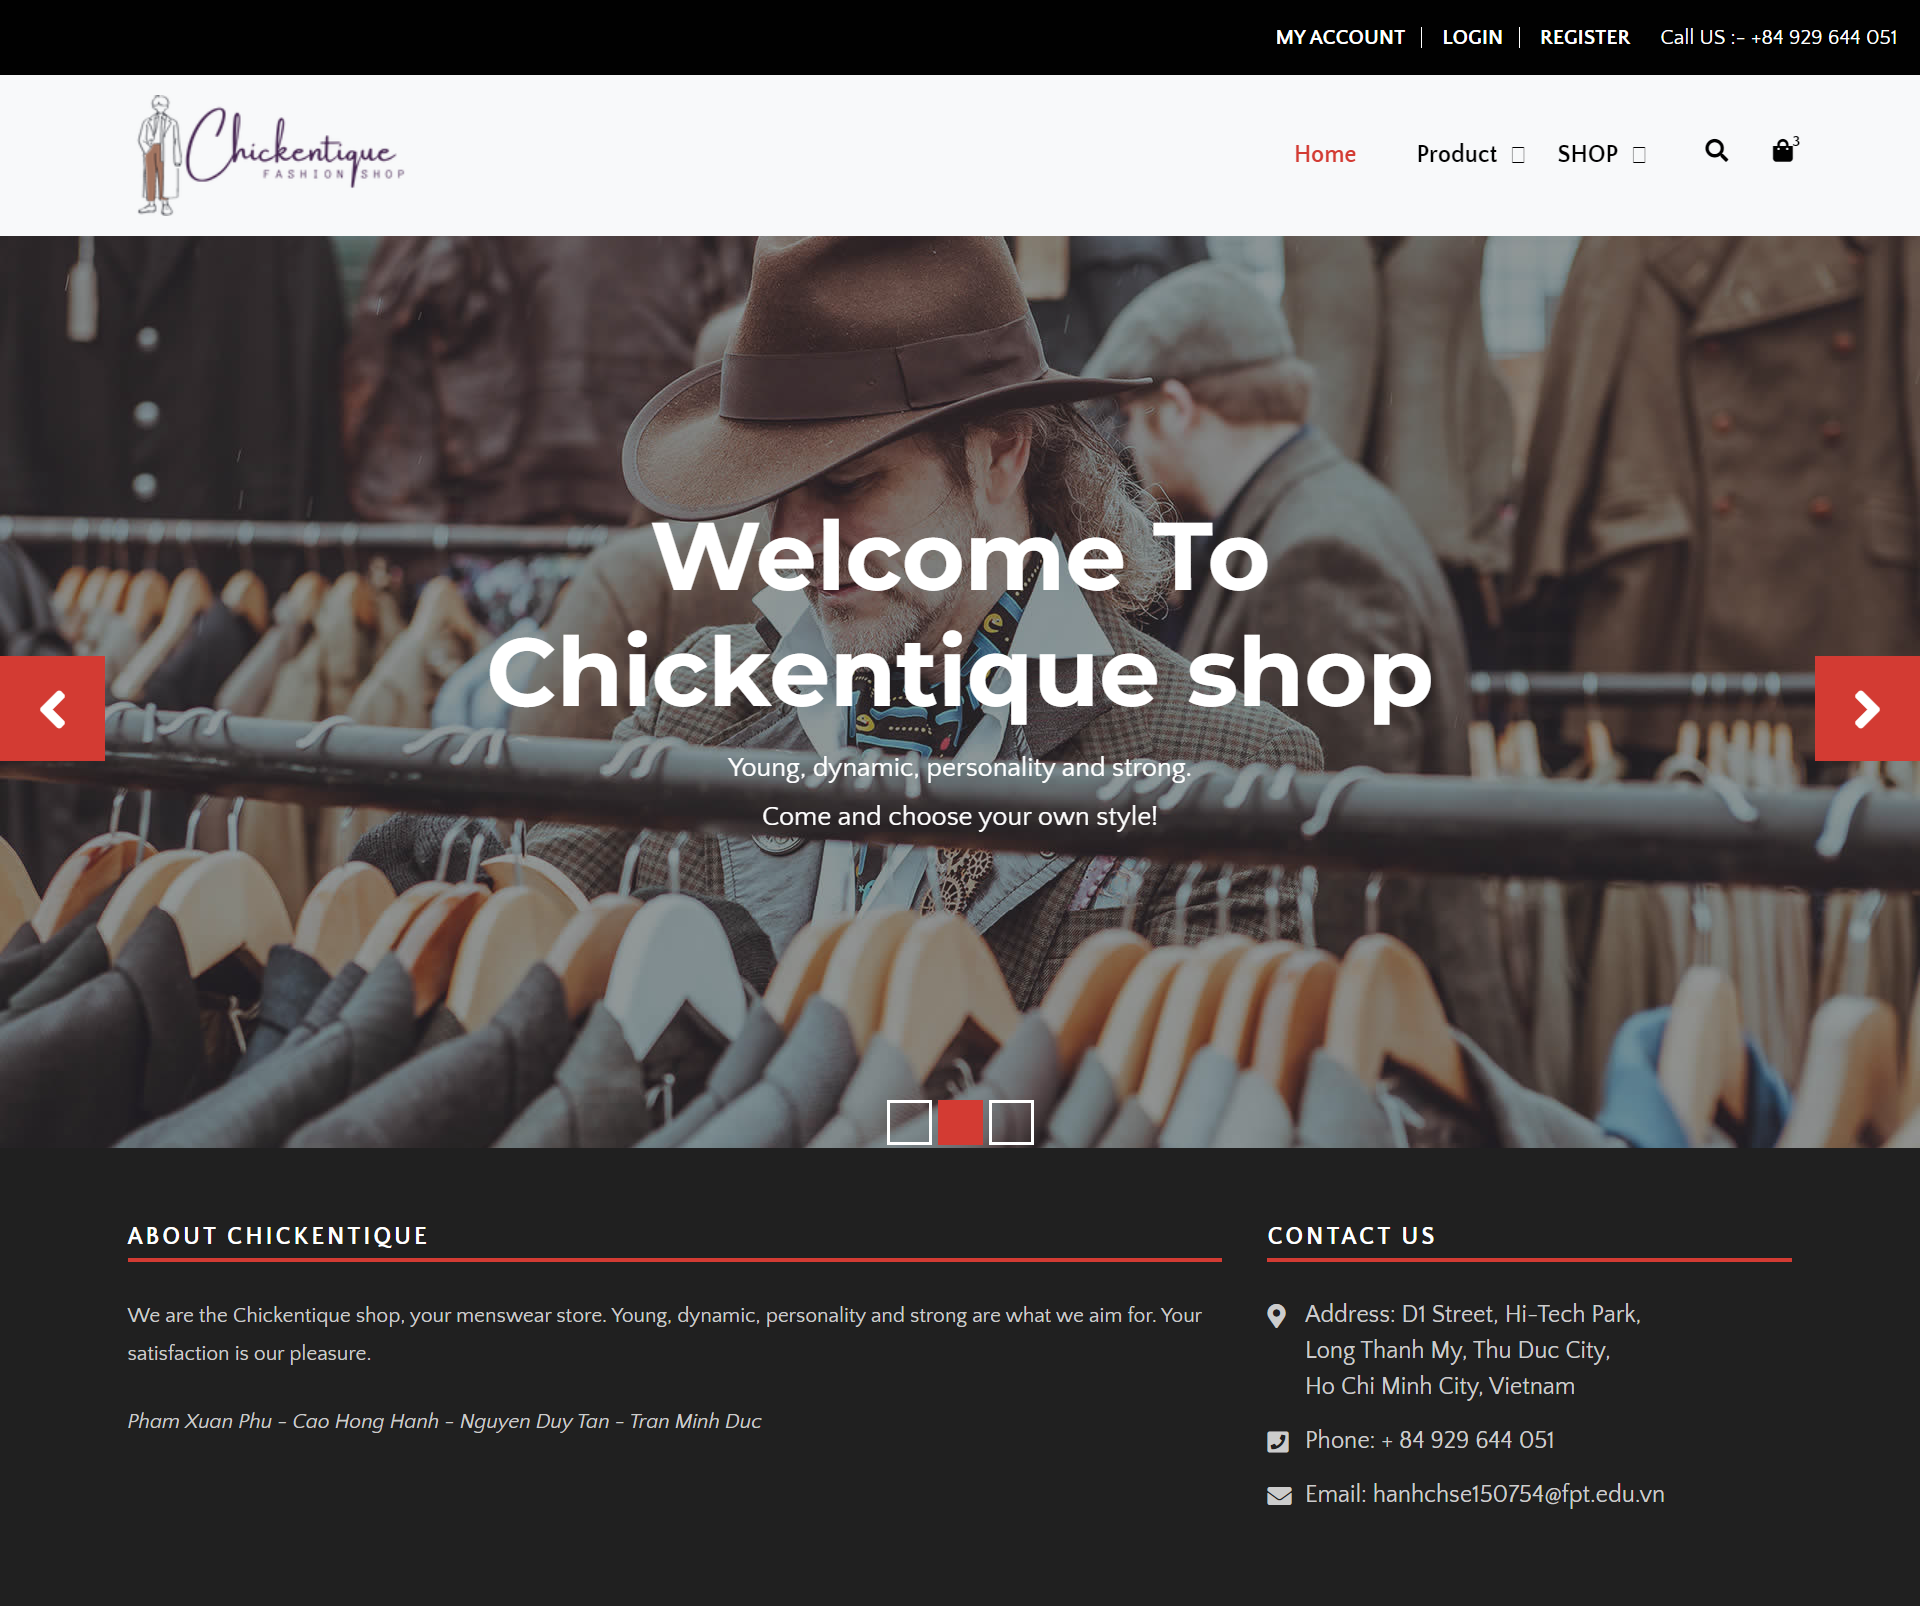 MY ACCOUNT LOGIN REGISTER Call US :- +84 929 644 051
Chickentique
FASHION SHOP
Home Product SHOP 3
Welcome To
Chickentique shop
Young, dynamic, personality and strong.
Come and choose your own style!
ABOUT CHICKENTIQUE
We are the Chickentique shop, your menswear store. Young, dynamic, personality and strong are what we aim for. Your
satisfaction is our pleasure.
Pham Xuan Phu - Cao Hong Hanh - Nguyen Duy Tan - Tran Minh Duc
CONTACT US
Address: D1 Street, Hi-Tech Park,
Long Thanh My, Thu Duc City,
Ho Chi Minh City, Vietnam
Phone: + 84 929 644 051
Email: hanhchse150754@fpt.edu.vn